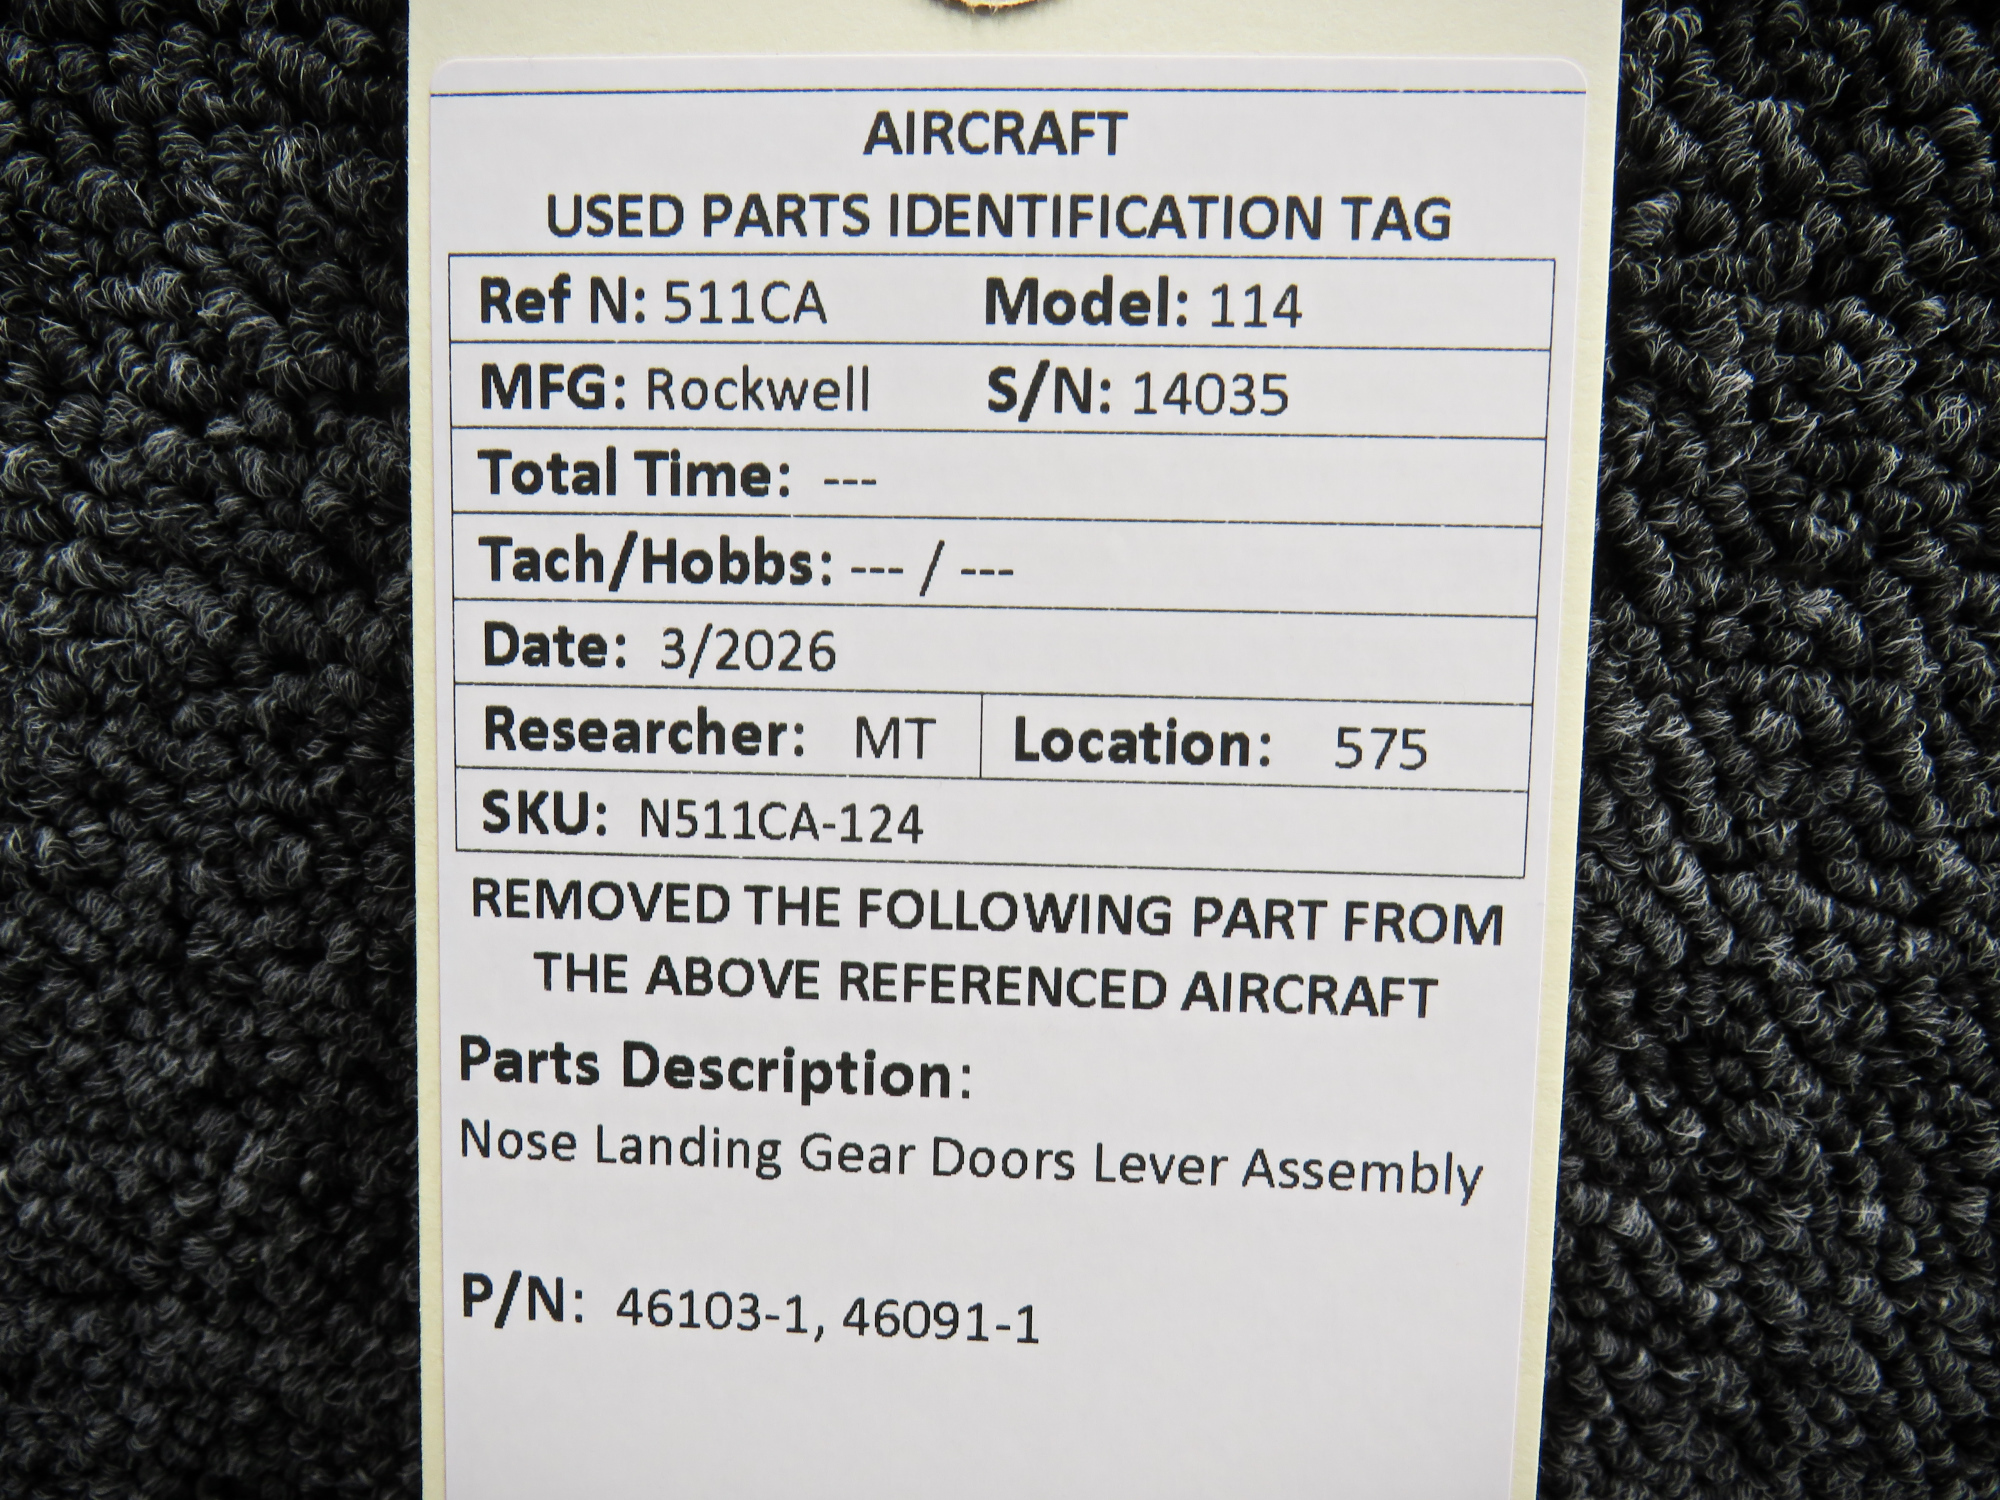 AIRCRAFT
USED PARTS IDENTIFICATION TAG
Ref N: 511CA Model: 114
MFG: Rockwell S/N: 14035
Total Time: ---
Tach/Hobbs: --- / ---
Date: 3/2026
Researcher: MT Location: 575
SKU: N511CA-124
REMOVED THE FOLLOWING PART FROM
THE ABOVE REFERENCED AIRCRAFT
Parts Description:
Nose Landing Gear Doors Lever Assembly
P/N: 46103-1, 46091-1